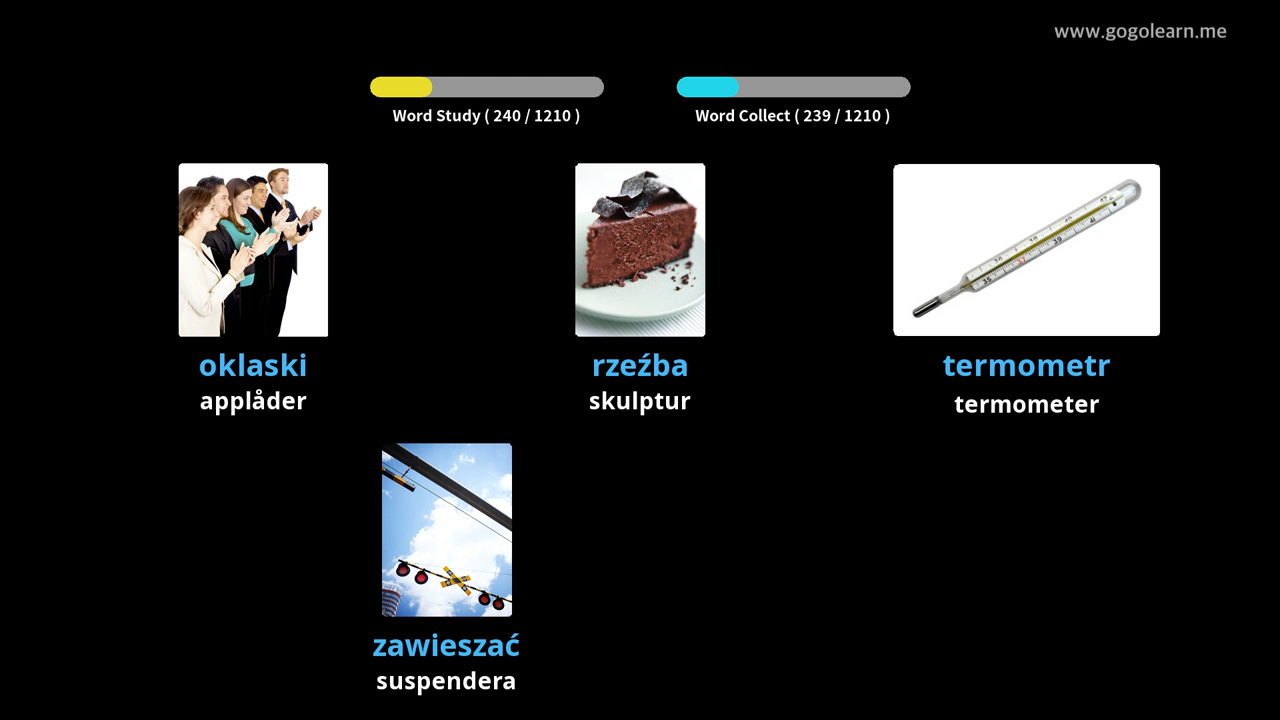 www.gogolearn.me
Word Study ( 240 / 1210 )
Word Collect ( 239 / 1210 )
oklaski
applåder
rzeźba
skulptur
termometr
termometer
zawieszać
suspendera